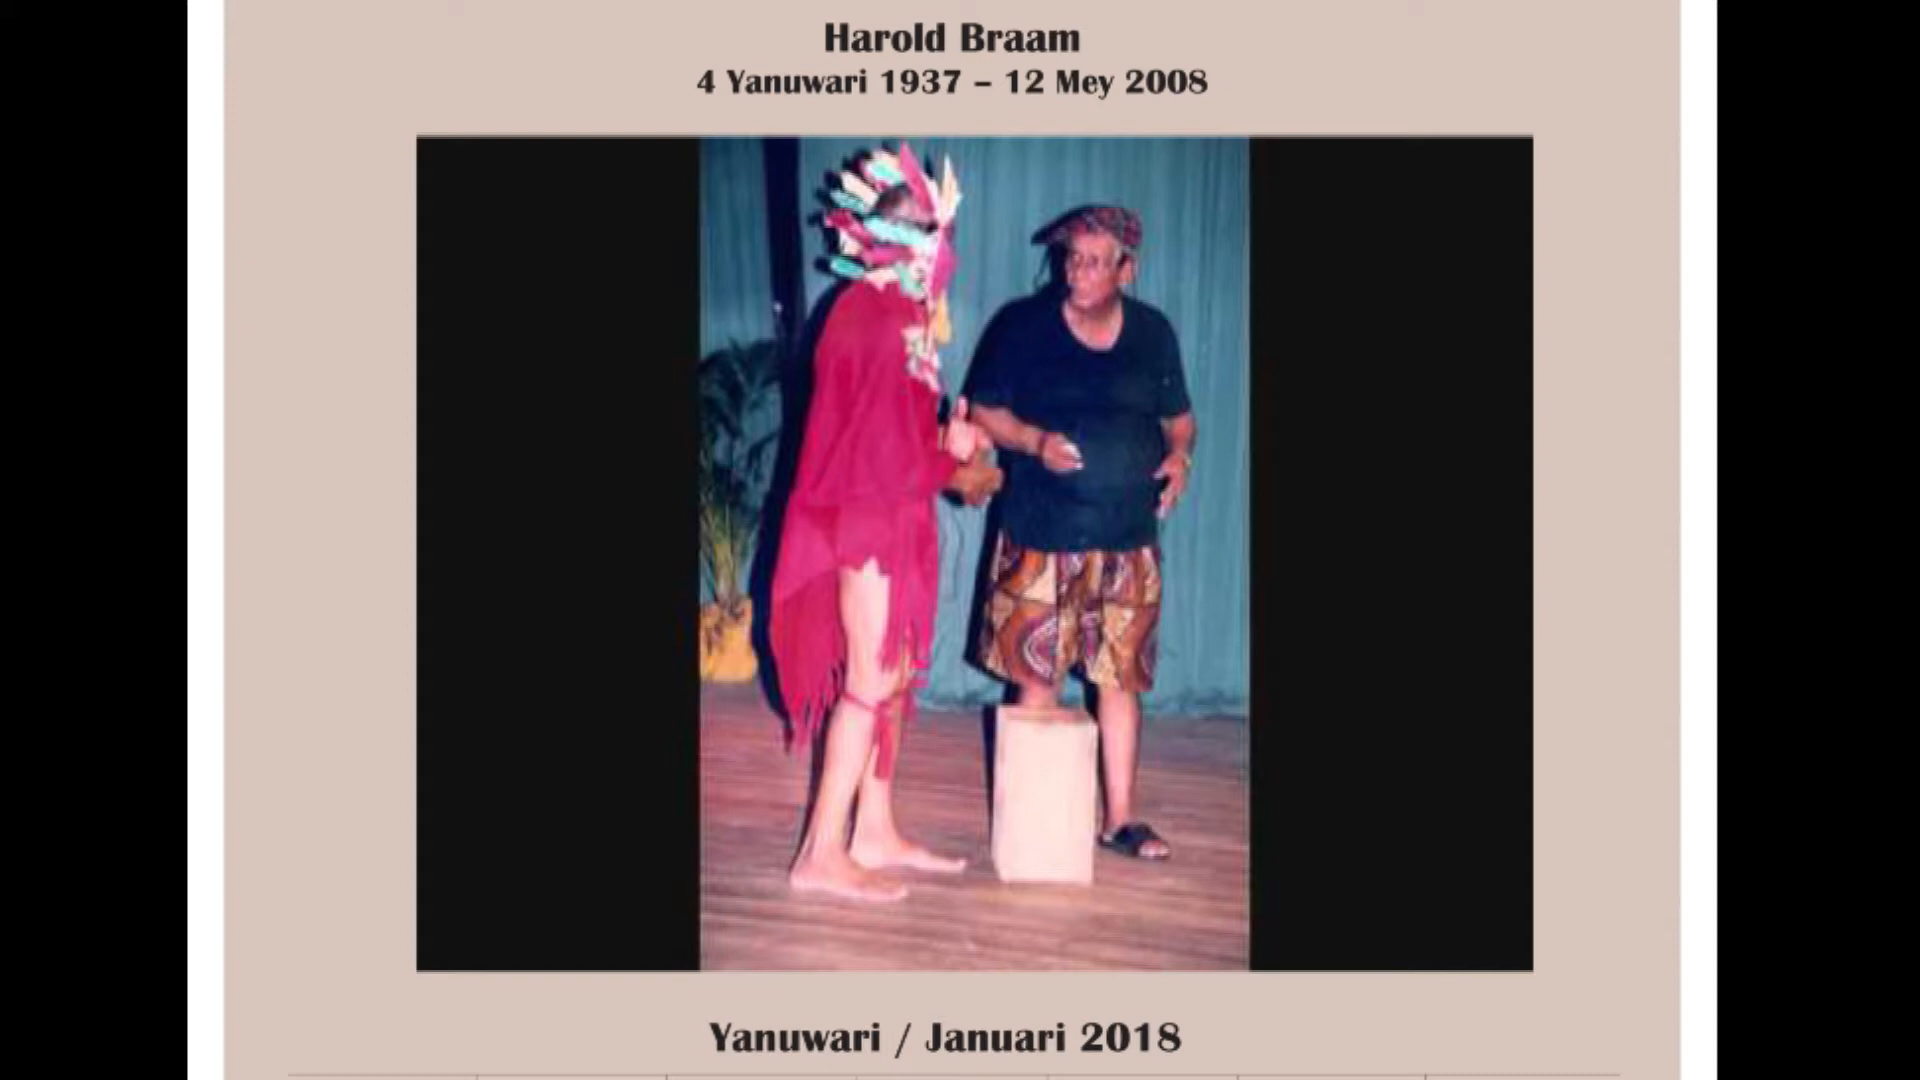 Harold Braam
4 Yanuwari 1937 – 12 Mey 2008
Yanuwari / Januari 2018